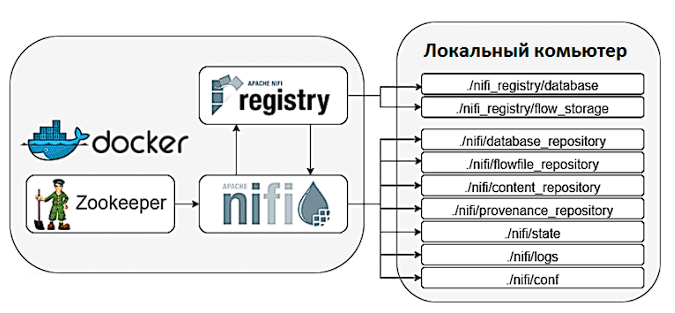 Локальный комьютер
APACHE NIFI
registry
./nifi_registry/database
./nifi_registry/flow_storage
docker
./nifi/database_repository
./nifi/flowfile_repository
Zookeeper
APACHE
nifi
./nifi/content_repository
./nifi/provenance_repository
./nifi/state
./nifi/logs
./nifi/conf